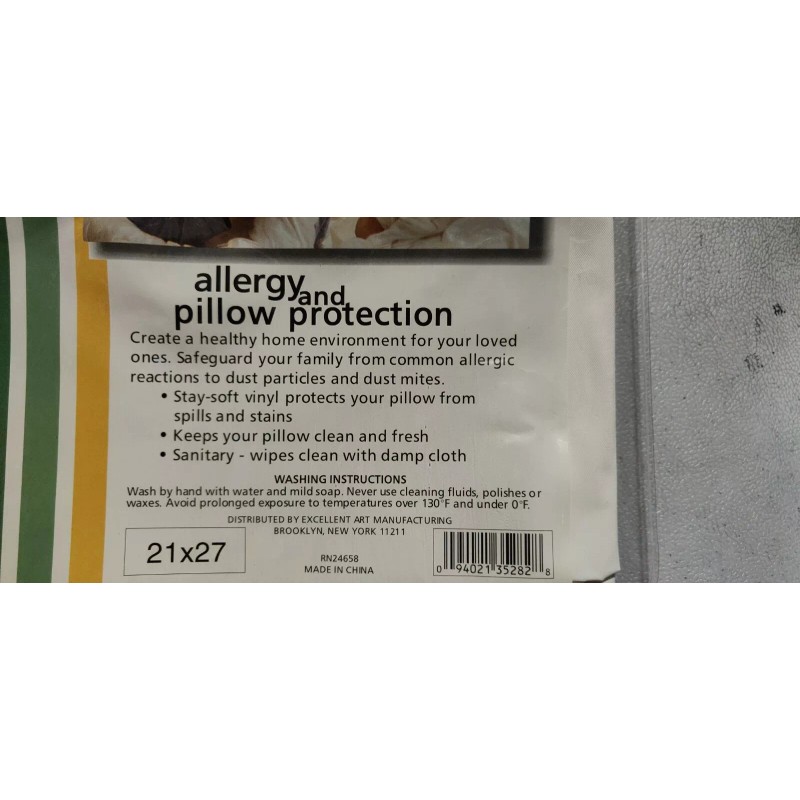 allergy and
pillow protection
Create a healthy home environment for your loved
ones. Safeguard your family from common allergic
reactions to dust particles and dust mites.
• Stay-soft vinyl protects your pillow from
spills and stains
• Keeps your pillow clean and fresh
• Sanitary - wipes clean with damp cloth
WASHING INSTRUCTIONS
Wash by hand with water and mild soap. Never use cleaning fluids, polishes or
waxes. Avoid prolonged exposure to temperatures over 130°F and under 0°F.
DISTRIBUTED BY EXCELLENT ART MANUFACTURING
BROOKLYN, NEW YORK 11211
21x27
RN24658
MADE IN CHINA
0 94021 35282 8